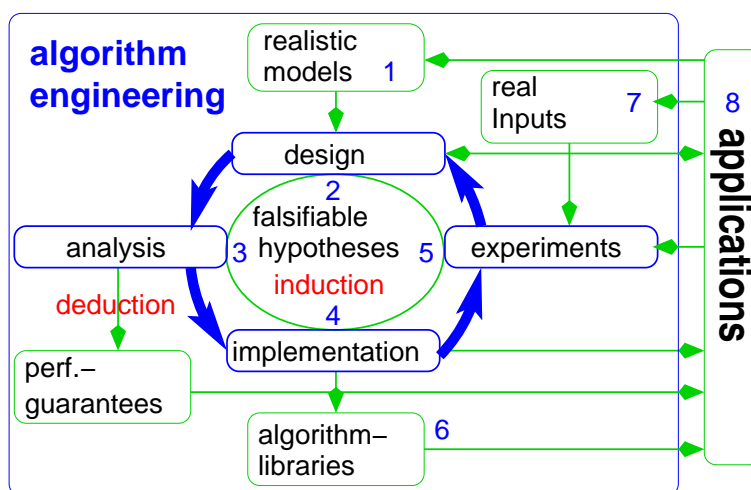 algorithm
engineering
realistic
models 1
real
Inputs 7
8
applications
design
2
falsifiable
hypotheses
induction
analysis
3
5
experiments
deduction
4
implementation
perf.–
guarantees
algorithm–
libraries
6